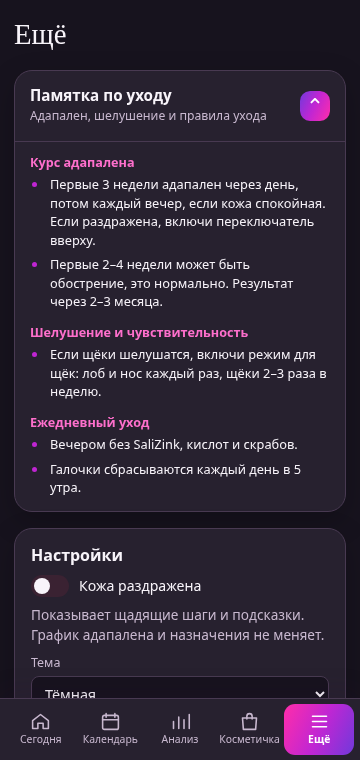 Ещё
Памятка по уходу
Адапален, шелушение и правила ухода
Курс адапалена
Первые 3 недели адапален через день,
потом каждый вечер, если кожа спокойная.
Если раздражена, включи переключатель
вверху.
Первые 2–4 недели может быть
обострение, это нормально. Результат
через 2–3 месяца.
Шелушение и чувствительность
Если щёки шелушатся, включи режим для
щёк: лоб и нос каждый раз, щёки 2–3 раза в
неделю.
Ежедневный уход
Вечером без SaliZink, кислот и скрабов.
Галочки сбрасываются каждый день в 5
утра.
Настройки
Кожа раздражена
Показывает щадящие шаги и подсказки.
График адапалена и назначения не меняет.
Тема
Тёмная
Сегодня Календарь Анализ Косметичка Ещё